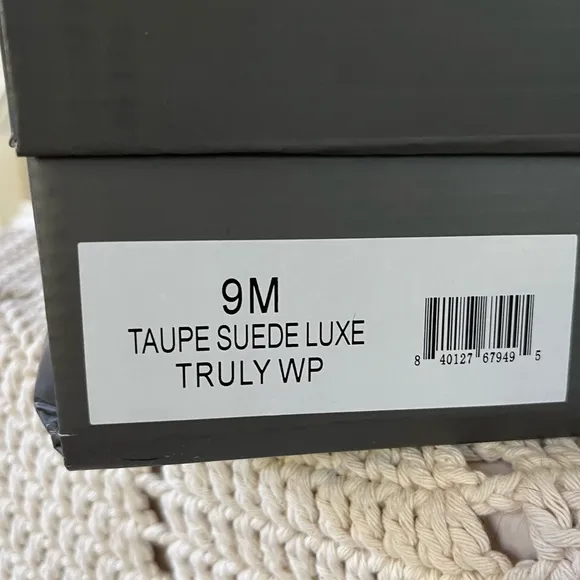 9M
TAUPE SUEDE LUXE
TRULY WP
8 40127 67949 5